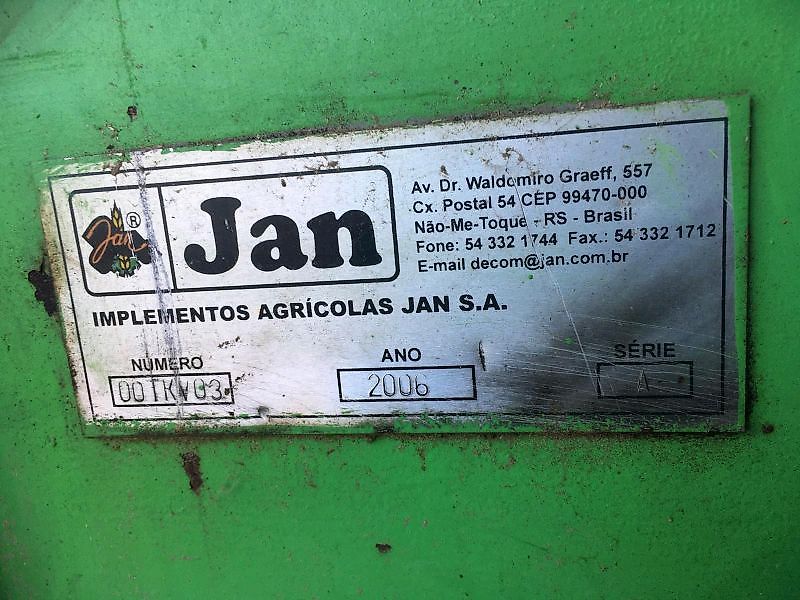 Jan ®
Jan
Av. Dr. Waldomiro Graeff, 557
Cx. Postal 54 CEP 99470-000
Não-Me-Toque - RS - Brasil
Fone: 54 332 1744 Fax.: 54 332 1712
E-mail decom@jan.com.br
IMPLEMENTOS AGRÍCOLAS JAN S.A.
NÚMERO
ANO
SÉRIE
2006
A